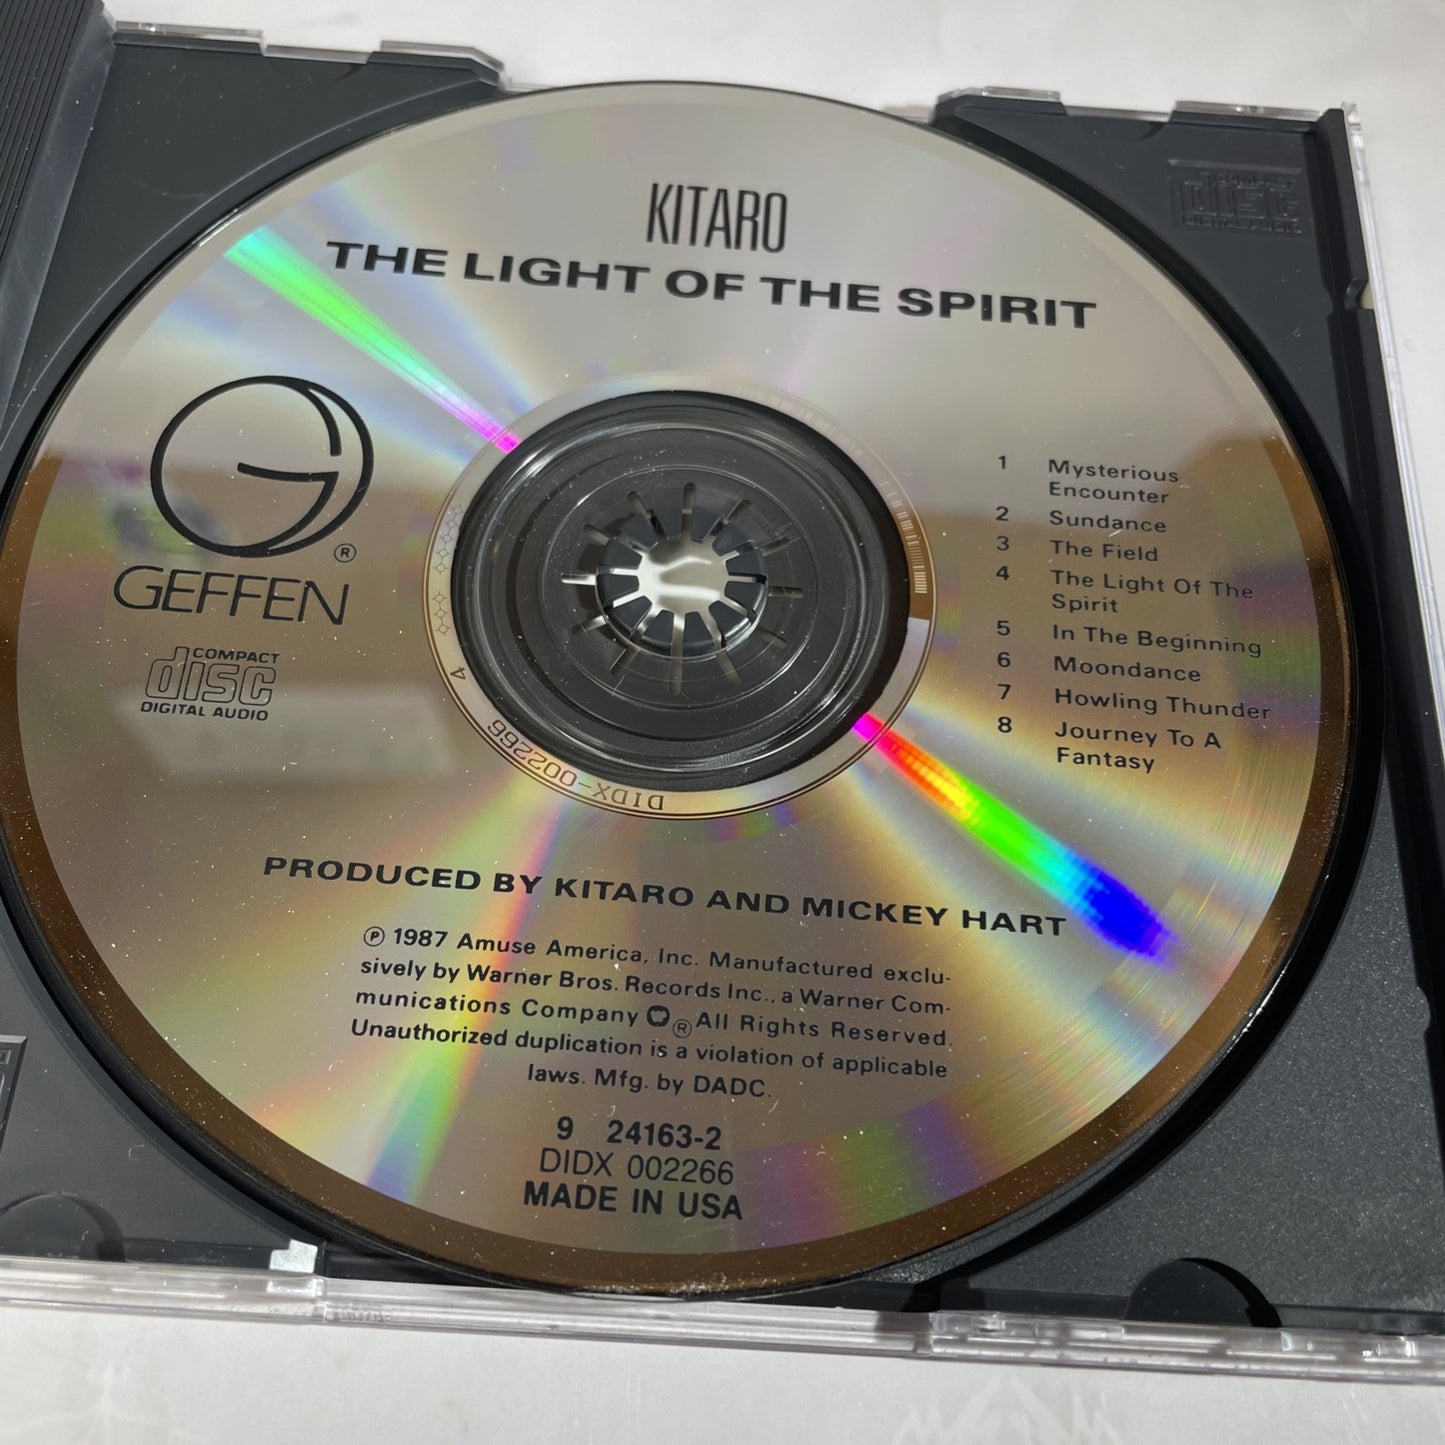 KITARO
THE LIGHT OF THE SPIRIT
®
GEFFEN
COMPACT
disc
DIGITAL AUDIO
1 Mysterious
Encounter
2 Sundance
3 The Field
4 The Light Of The
Spirit
5 In The Beginning
6 Moondance
7 Howling Thunder
8 Journey To A
Fantasy
4
DIDX-002266
PRODUCED BY KITARO AND MICKEY HART
℗ 1987 Amuse America, Inc. Manufactured exclu-
sively by Warner Bros. Records Inc., a Warner Com-
munications Company ® All Rights Reserved.
Unauthorized duplication is a violation of applicable
laws. Mfg. by DADC.
9 24163-2
DIDX 002266
MADE IN USA
COMPACT
disc
DIGITAL AUDIO